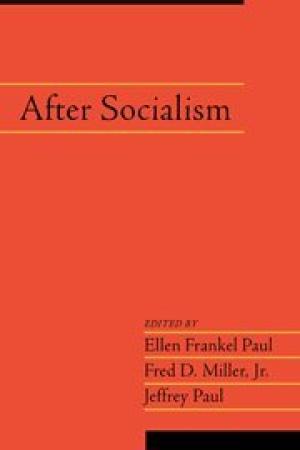 After Socialism
EDITED BY
Ellen Frankel Paul
Fred D. Miller, Jr.
Jeffrey Paul